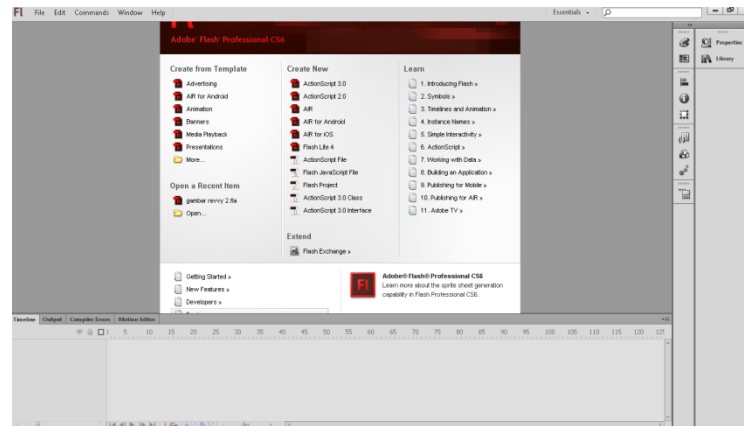 Fl File Edit Commands Window Help
Essentials
Adobe Flash Professional CS6
Create from Template
Advertising
AIR for Android
Animation
Banners
Media Playback
Presentations
More...
Open a Recent Item
gambar revvy 2.fla
Open...
Create New
ActionScript 3.0
ActionScript 2.0
AIR
AIR for Android
AIR for iOS
Flash Lite 4
ActionScript File
Flash JavaScript File
Flash Project
ActionScript 3.0 Class
ActionScript 3.0 Interface
Extend
Flash Exchange »
Learn
1. Introducing Flash »
2. Symbols »
3. Timelines and Animation »
4. Instance Names »
5. Simple Interactivity »
6. ActionScript »
7. Working with Data »
8. Building an Application »
9. Publishing for Mobile »
10. Publishing for AIR »
11. Adobe TV »
Getting Started »
New Features »
Developers »
Fl
Adobe® Flash® Professional CS6
Learn more about the sprite sheet generation
capability in Flash Professional CS6.
Properties
Library
Timeline Output Compiler Errors Motion Editor
5 10 15 20 25 30 35 40 45 50 55 60 65 70 75 80 85 90 95 100 105 110 115 120 125